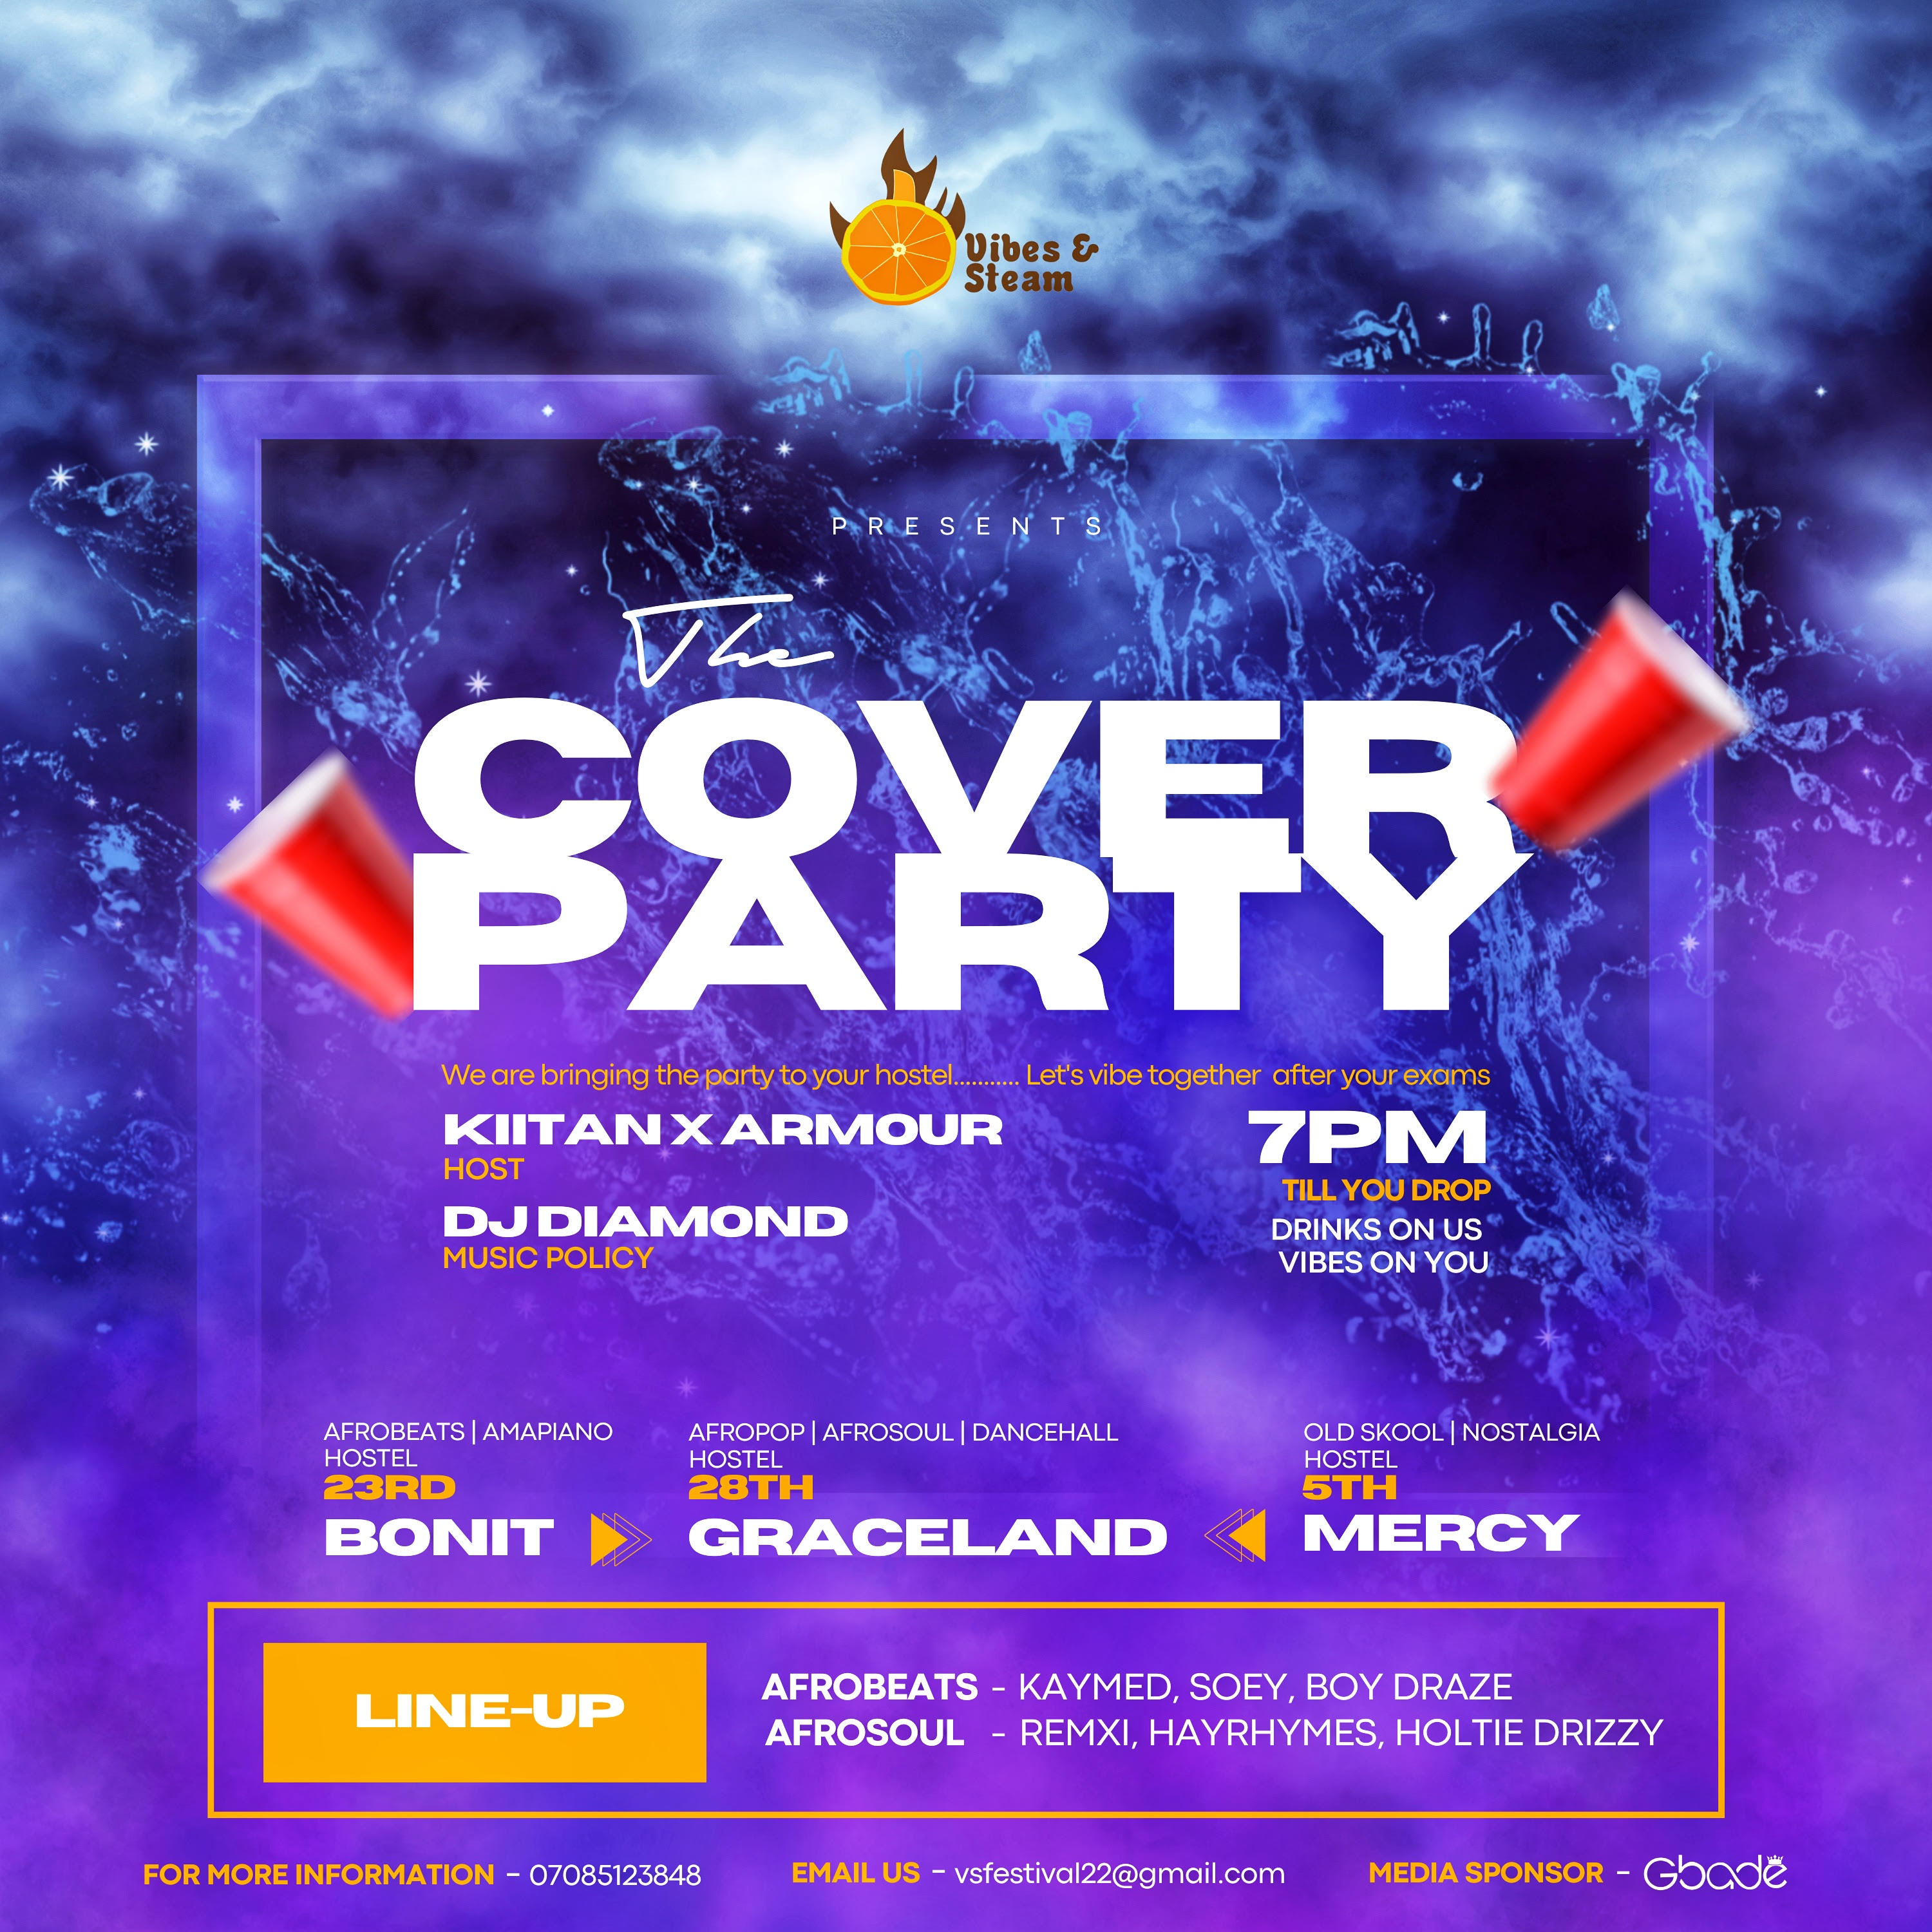 Vibes &
Steam
PRESENTS
The
COVER
PARTY
We are bringing the party to your hostel........... Let's vibe together after your exams
KIITAN X ARMOUR
HOST
DJ DIAMOND
MUSIC POLICY
7PM
TILL YOU DROP
DRINKS ON US
VIBES ON YOU
AFROBEATS | AMAPIANO
HOSTEL
23RD
BONIT
AFROPOP | AFROSOUL | DANCEHALL
HOSTEL
28TH
GRACELAND
OLD SKOOL | NOSTALGIA
HOSTEL
5TH
MERCY
LINE-UP
AFROBEATS - KAYMED, SOEY, BOY DRAZE
AFROSOUL - REMXI, HAYRHYMES, HOLTIE DRIZZY
FOR MORE INFORMATION - 07085123848
EMAIL US - vsfestival22@gmail.com
MEDIA SPONSOR - Gbade